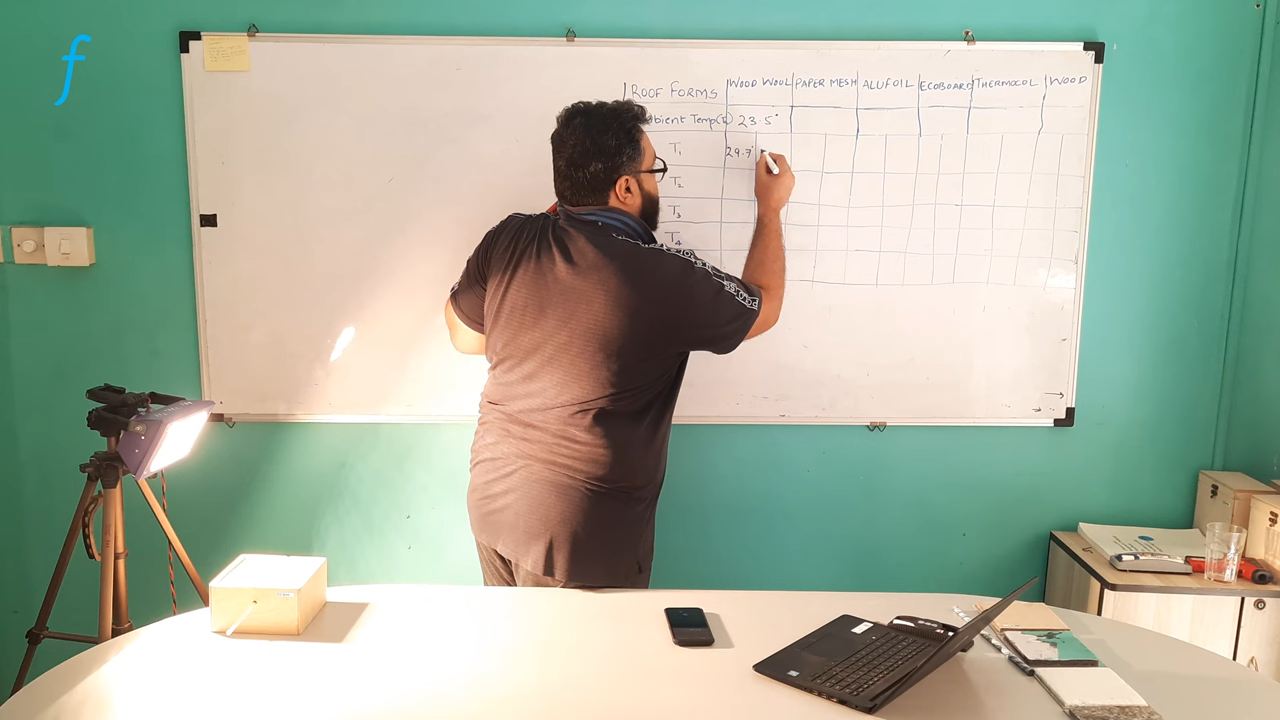 f
ROOF FORMS WOOD WOOL PAPER MESH ALUFOIL ECOBOARD THERMOCOL WOOD
bient Temp 23.5°
T1 29.7°
T2
T3
T4